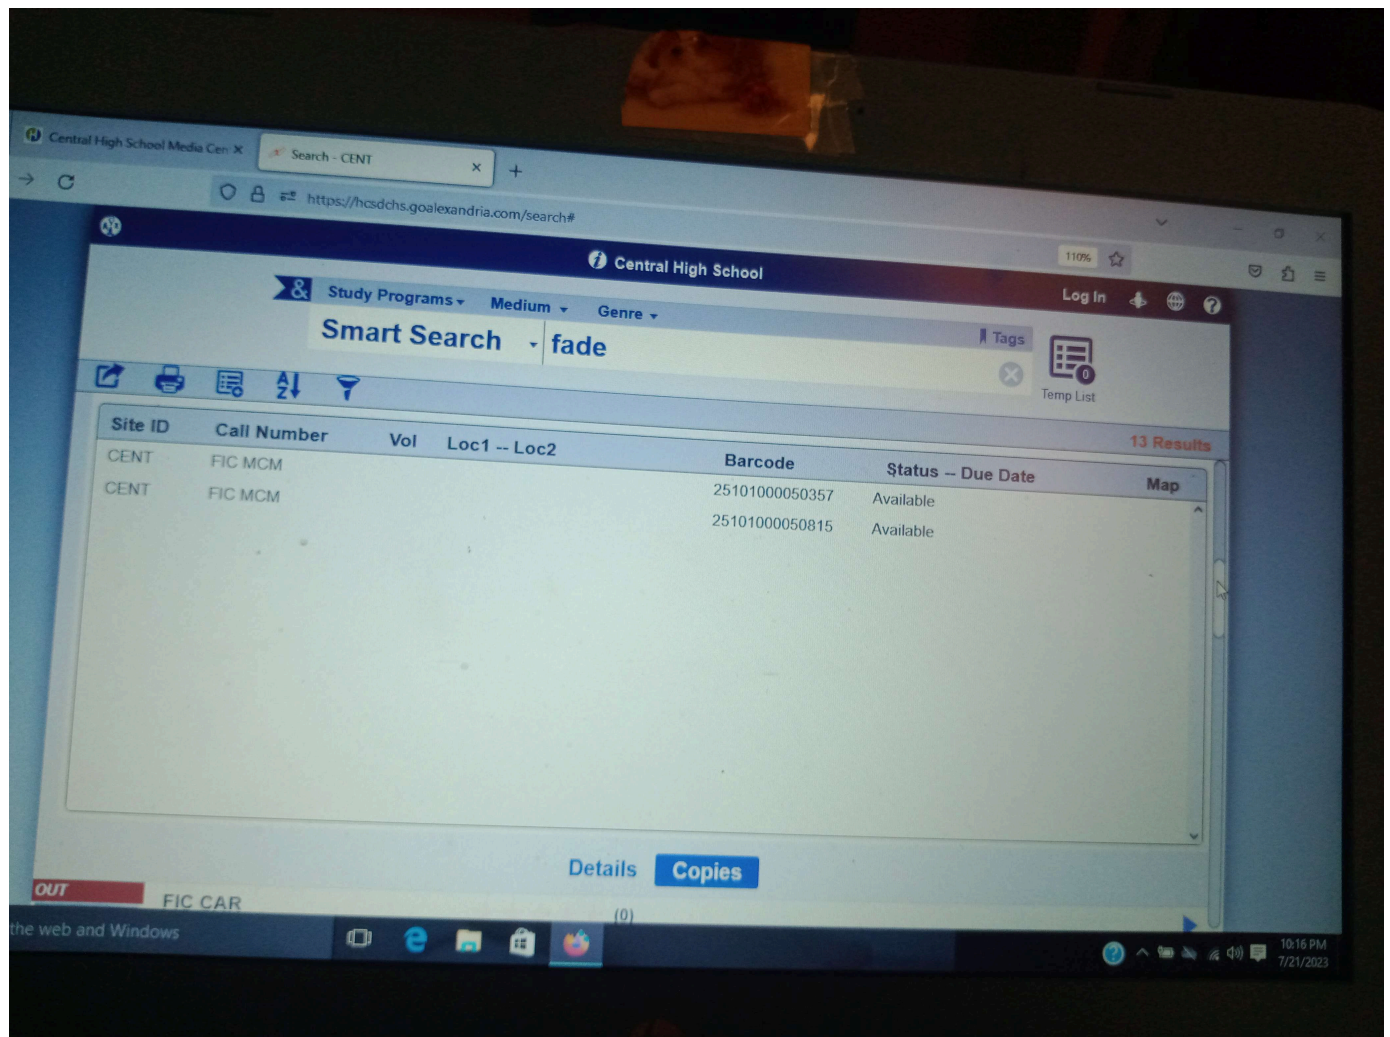 Central High School Media Cen
Search - CENT
https://hcsdchs.goalexandria.com/search#
110%
Central High School
Log In
& Study Programs Medium Genre
Tags
Smart Search fade
0
Temp List
13 Results
Site ID Call Number Vol Loc1 -- Loc2 Barcode Status -- Due Date Map
CENT FIC MCM 25101000050357 Available
CENT FIC MCM 25101000050815 Available
Details Copies
OUT FIC CAR (0)
the web and Windows
10:16 PM
7/21/2023